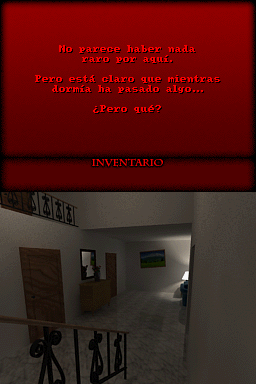 No parece haber nada
raro por aquí.
Pero está claro que mientras
dormía ha pasado algo...
¿Pero qué?
INVENTARIO